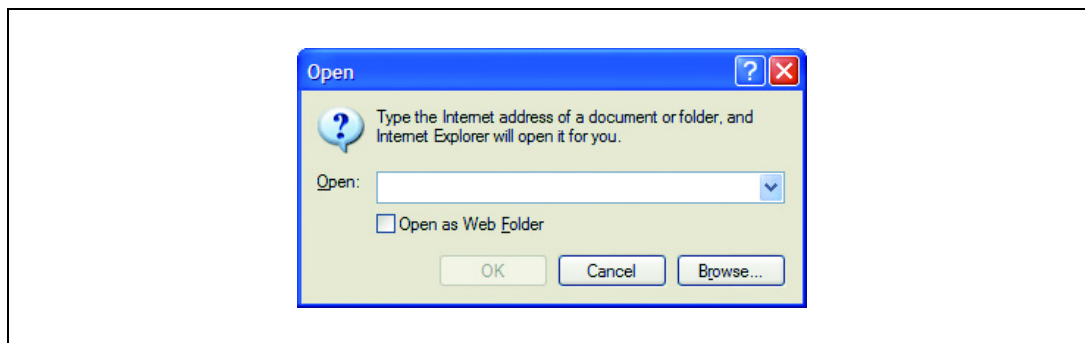 Open
Type the Internet address of a document or folder, and
Internet Explorer will open it for you.
Open:
Open as Web Folder
OK Cancel Browse...